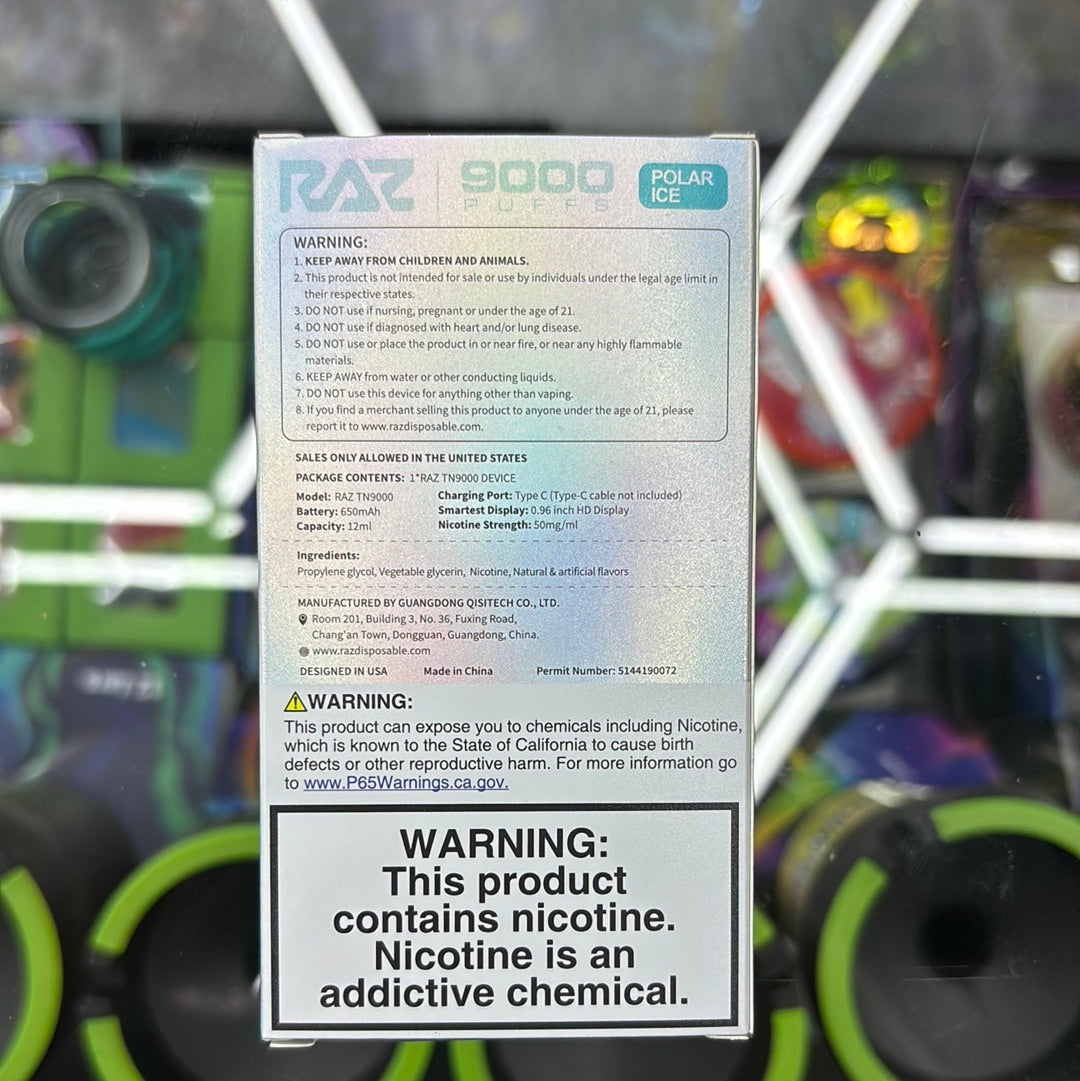 RAZ 9000 PUFFS POLAR ICE
WARNING:
1. KEEP AWAY FROM CHILDREN AND ANIMALS.
2. This product is not intended for sale or use by individuals under the legal age limit in
their respective states.
3. DO NOT use if nursing, pregnant or under the age of 21.
4. DO NOT use if diagnosed with heart and/or lung disease.
5. DO NOT use or place the product in or near fire, or near any highly flammable
materials.
6. KEEP AWAY from water or other conducting liquids.
7. DO NOT use this device for anything other than vaping.
8. If you find a merchant selling this product to anyone under the age of 21, please
report it to www.razdisposable.com.
SALES ONLY ALLOWED IN THE UNITED STATES
PACKAGE CONTENTS: 1*RAZ TN9000 DEVICE
Model: RAZ TN9000 Charging Port: Type C (Type-C cable not included)
Battery: 650mAh Smartest Display: 0.96 inch HD Display
Capacity: 12ml Nicotine Strength: 50mg/ml
Ingredients:
Propylene glycol, Vegetable glycerin, Nicotine, Natural & artificial flavors
MANUFACTURED BY GUANGDONG QISITECH CO., LTD.
Room 201, Building 3, No. 36, Fuxing Road,
Chang'an Town, Dongguan, Guangdong, China.
www.razdisposable.com
DESIGNED IN USA Made in China Permit Number: 5144190072
WARNING:
This product can expose you to chemicals including Nicotine,
which is known to the State of California to cause birth
defects or other reproductive harm. For more information go
to www.P65Warnings.ca.gov.
WARNING:
This product
contains nicotine.
Nicotine is an
addictive chemical.